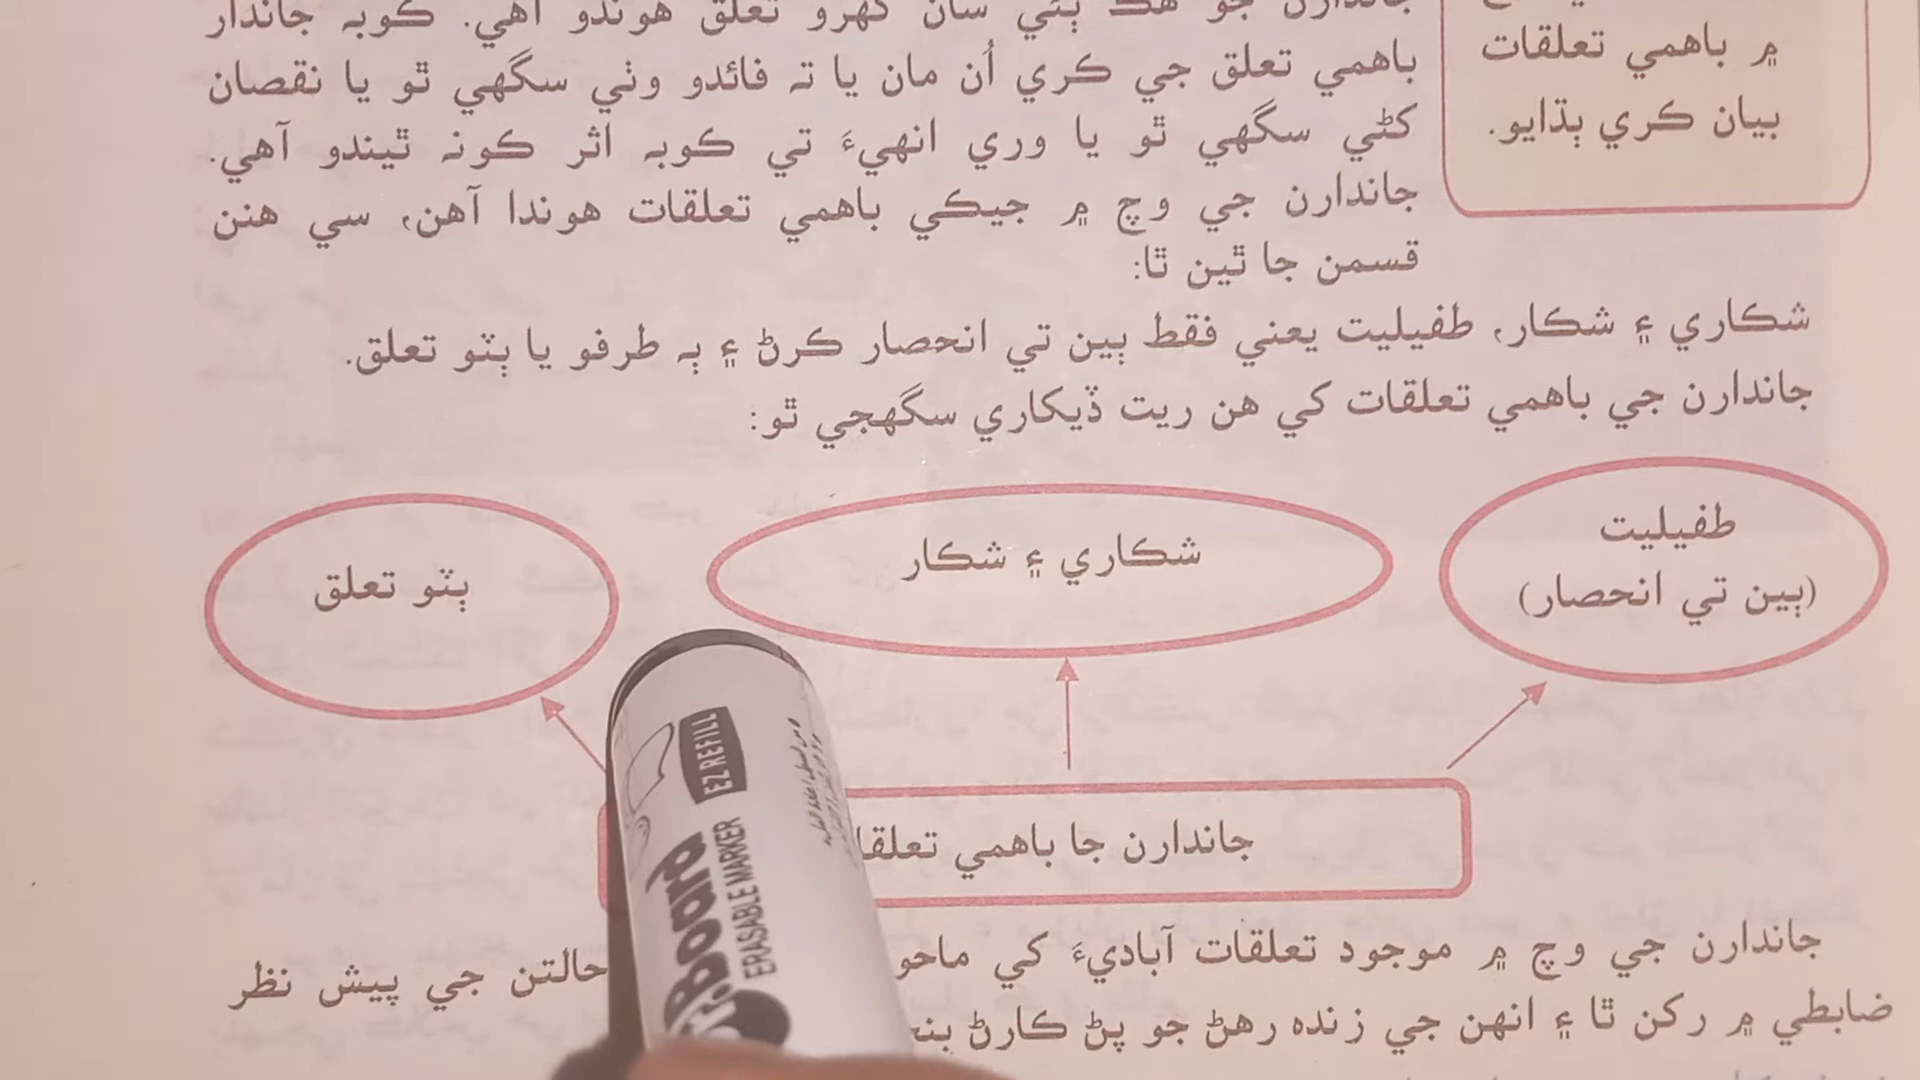 جاندارن جو هڪ ٻئي سان گهرو تعلق هوندو آهي. ڪوبہ جاندار
باهمي تعلق جي ڪري اُن مان يا تہ فائدو وٺي سگهي ٿو يا نقصان
کڻي سگهي ٿو يا وري انهيءَ تي ڪوبہ اثر ڪونہ ٿيندو آهي.
جاندارن جي وچ ۾ جيڪي باهمي تعلقات هوندا آهن، سي هنن
قسمن جا ٿين ٿا:
۾ باهمي تعلقات
بيان ڪري ٻڌايو.
شڪاري ۽ شڪار، طفيليت يعني فقط ٻين تي انحصار ڪرڻ ۽ ٻہ طرفو يا ٻٽو تعلق.
جاندارن جي باهمي تعلقات کي هن ريت ڏيکاري سگهجي ٿو:
طفيليت
(ٻين تي انحصار)
شڪاري ۽ شڪار
ٻٽو تعلق
جاندارن جا باهمي
جاندارن جي وچ ۾ موجود تعلقات آباديءَ کي حالتن جي پيش نظر
ضابطي ۾ رکن ٿا ۽ انهن جي زنده رهڻ جو پڻ ڪارڻ
EZ REFILL
Board
ERASABLE MARKER